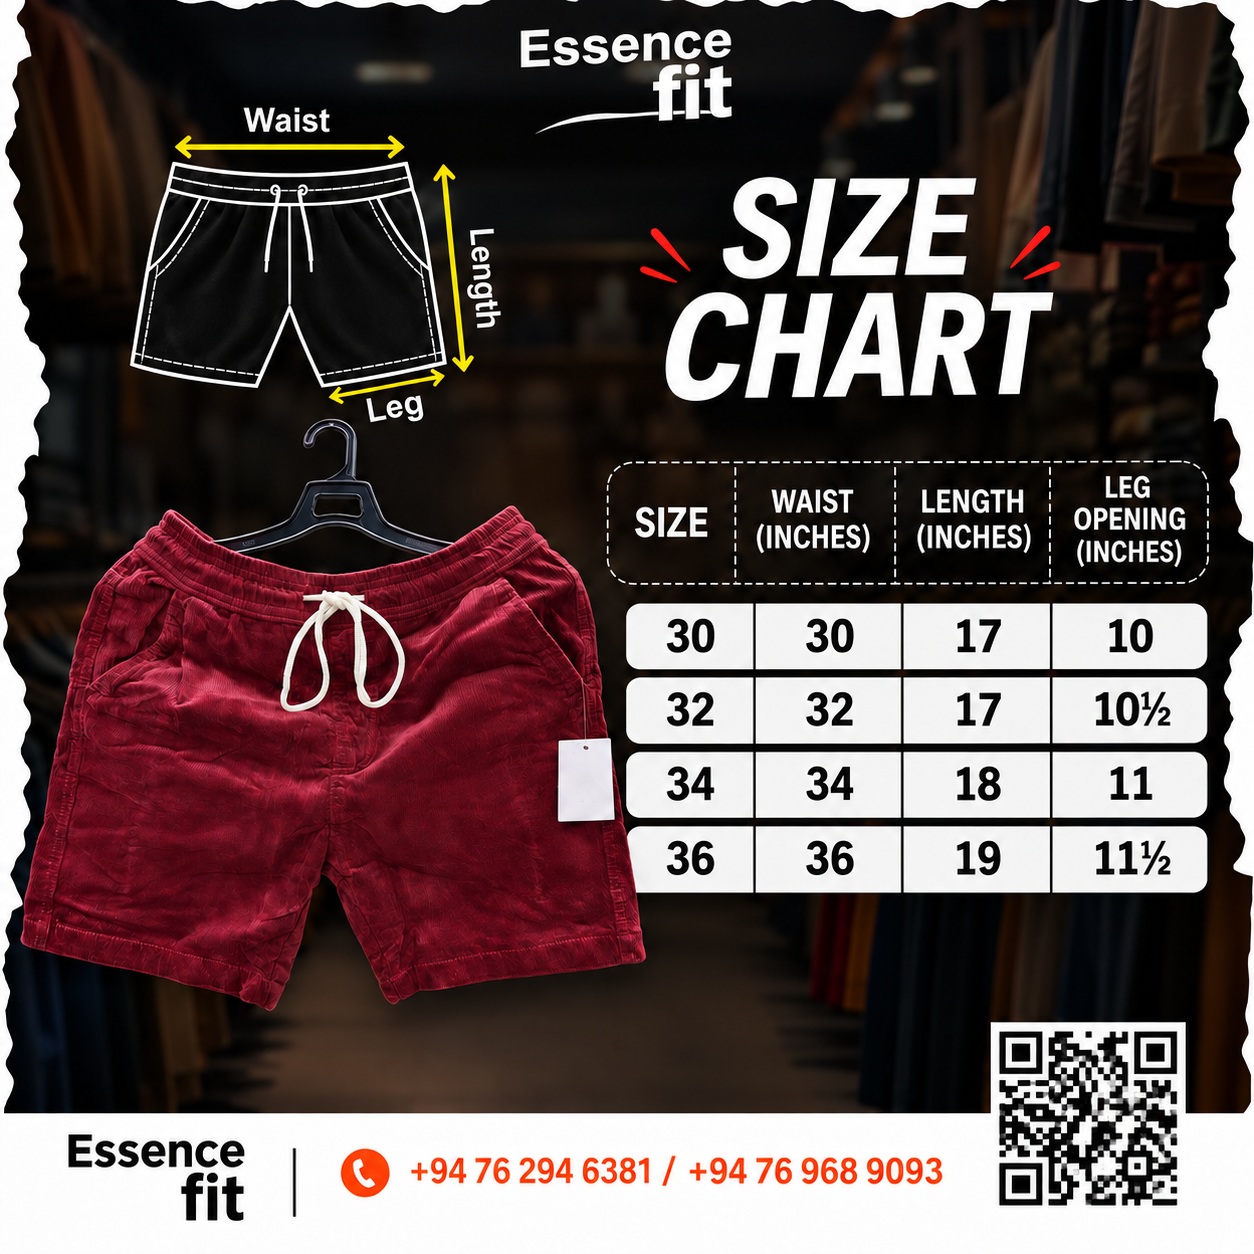 Essence
fit
Waist
Length
Leg
SIZE
CHART
SIZE
WAIST
(INCHES)
LENGTH
(INCHES)
LEG
OPENING
(INCHES)
30 30 17 10
32 32 17 10½
34 34 18 11
36 36 19 11½
Essence
fit
+94 76 294 6381 / +94 76 968 9093